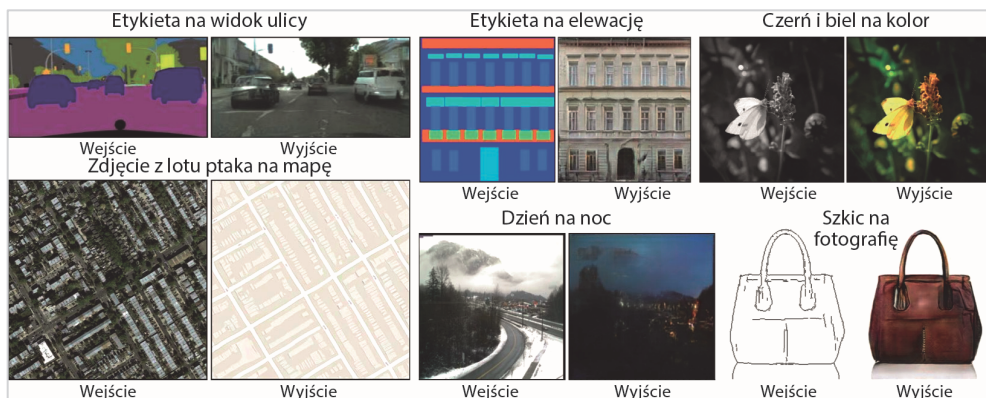 Etykieta na widok ulicy
Wejście
Wyjście
Zdjęcie z lotu ptaka na mapę
Wejście
Wyjście
Etykieta na elewację
Wejście
Wyjście
Czerń i biel na kolor
Wejście
Wyjście
Dzień na noc
Wejście
Wyjście
Szkic na
fotografię
Wejście
Wyjście